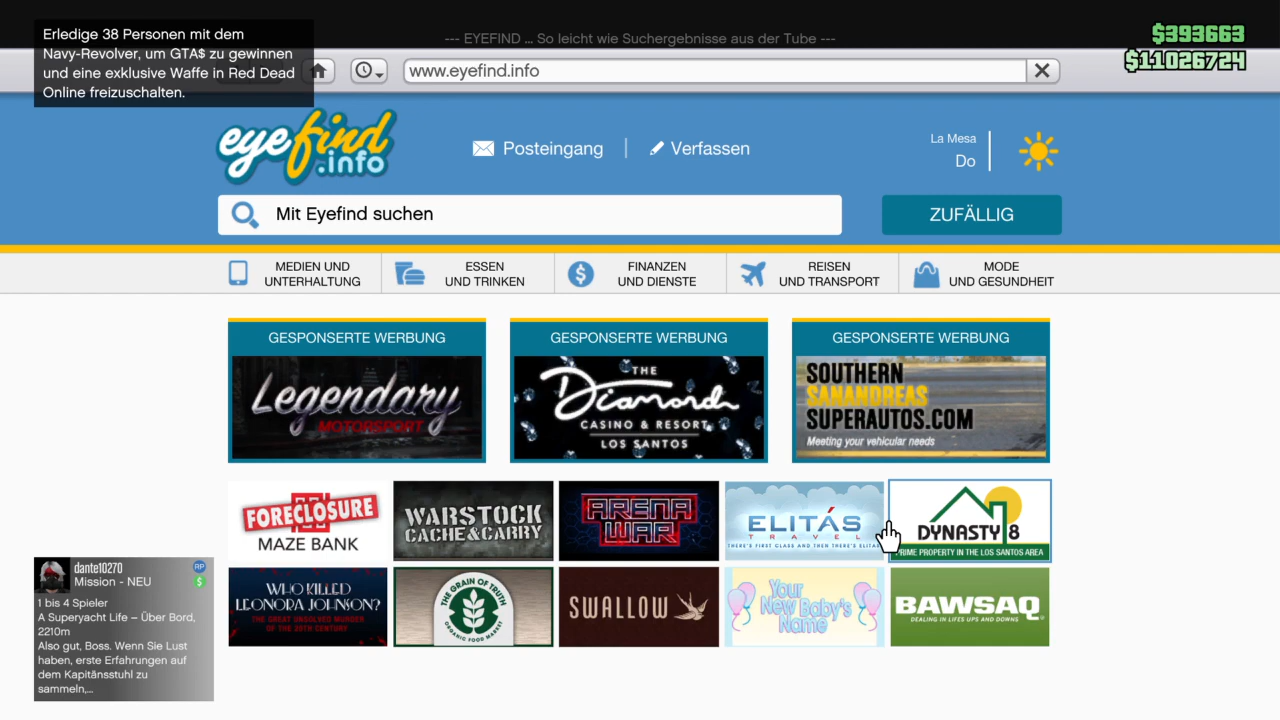 Erledige 38 Personen mit dem
Navy-Revolver, um GTA$ zu gewinnen
und eine exklusive Waffe in Red Dead
Online freizuschalten.
--- EYEFIND ... So leicht wie Suchergebnisse aus der Tube ---
$393663
$11026724
www.eyefind.info
eyefind
.info
Posteingang
Verfassen
La Mesa
Do
Mit Eyefind suchen
ZUFÄLLIG
MEDIEN UND
UNTERHALTUNG
ESSEN
UND TRINKEN
FINANZEN
UND DIENSTE
REISEN
UND TRANSPORT
MODE
UND GESUNDHEIT
GESPONSERTE WERBUNG
Legendary
MOTORSPORT
GESPONSERTE WERBUNG
THE
Diamond
CASINO & RESORT
LOS SANTOS
GESPONSERTE WERBUNG
SOUTHERN
SANANDREAS
SUPERAUTOS.COM
Meeting your vehicular needs
FORECLOSURE
MAZE BANK
WARSTOCK
CACHE&CARRY
ARENA
WAR
ELITÁS
TRAVEL
THERE'S FIRST CLASS AND THEN THERE'S ELITÁS
DYNASTY 8
PRIME PROPERTY IN THE LOS SANTOS AREA
WHO KILLED
LEONORA JOHNSON?
THE GREAT UNSOLVED MURDER
OF THE 20TH CENTURY
THE GRAIN OF TRUTH
ORGANIC FOOD MARKET
SWALLOW
Your
New Baby's
Name
BAWSAQ
DEALING IN LIFES UPS AND DOWNS
dante10270
RP
Mission - NEU
$
1 bis 4 Spieler
A Superyacht Life – Über Bord,
2210m
Also gut, Boss. Wenn Sie Lust
haben, erste Erfahrungen auf
dem Kapitänsstuhl zu
sammeln,...